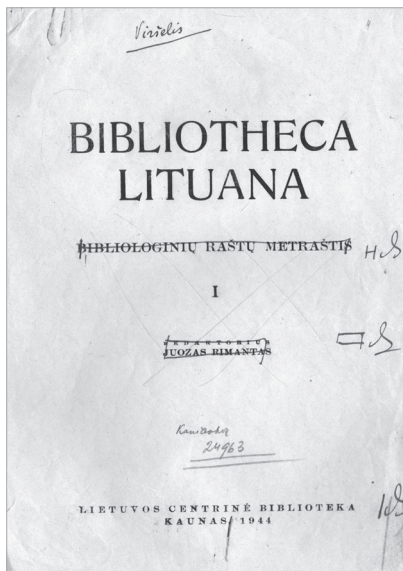 Viršelis
BIBLIOTHECA
LITUANA
BIBLIOLOGINIŲ RAŠTŲ METRAŠTIS
I
REDAKTORIUS
JUOZAS RIMANTAS
24963
LIETUVOS CENTRINĖ BIBLIOTEKA
KAUNAS 1944